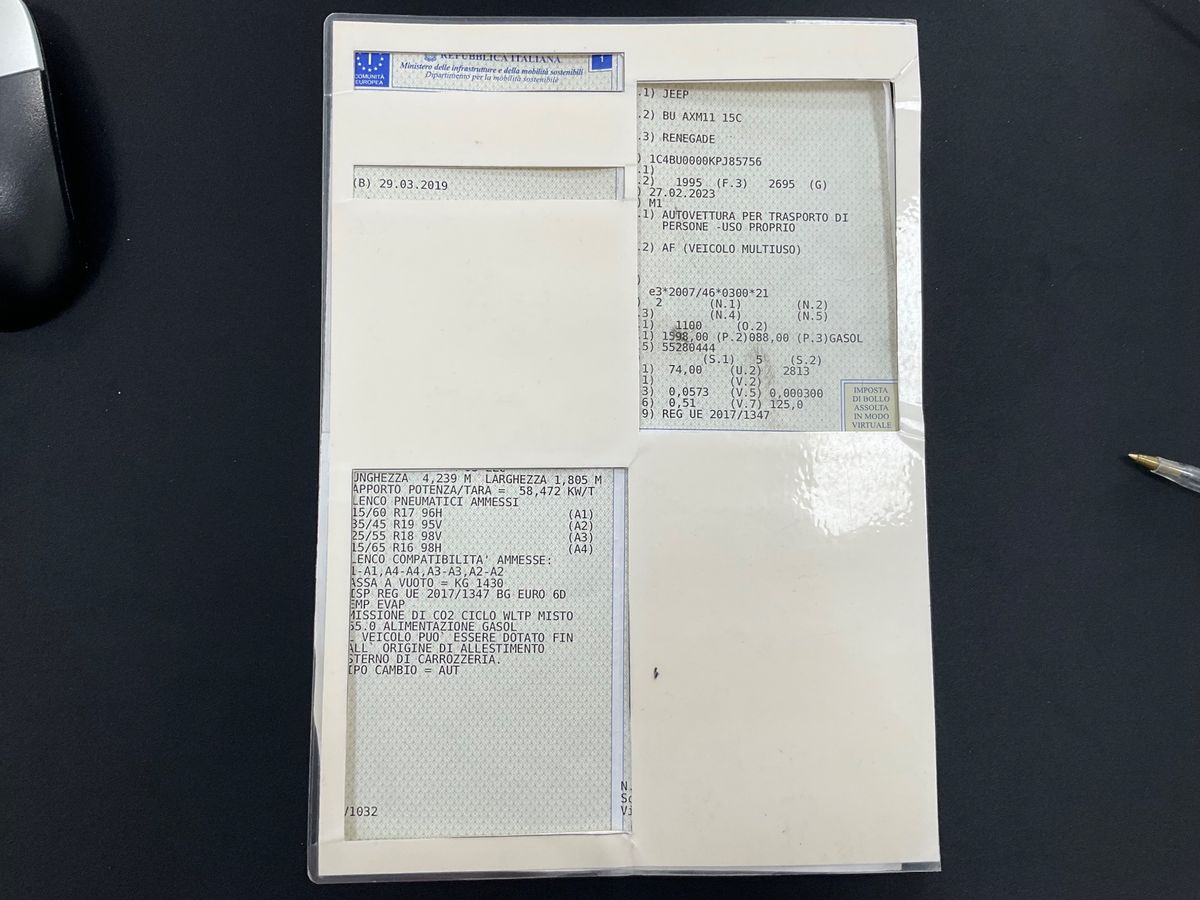 COMUNITÀ
EUROPEA
REPUBBLICA ITALIANA
Ministero delle infrastrutture e della mobilità sostenibili
Dipartimento per la mobilità sostenibile
1
(B) 29.03.2019
.1) JEEP
.2) BU AXM11 15C
.3) RENEGADE
) 1C4BU0000KPJ85756
.1)
.2) 1995 (F.3) 2695 (G)
) 27.02.2023
) M1
.1) AUTOVETTURA PER TRASPORTO DI
PERSONE -USO PROPRIO
.2) AF (VEICOLO MULTIUSO)
)
e3*2007/46*0300*21
) 2 (N.1) (N.2)
.3) (N.4) (N.5)
.1) 1100 (O.2)
.1) 1598,00 (P.2)088,00 (P.3)GASOL
.5) 55280444
(S.1) 5 (S.2)
1) 74,00 (U.2) 2813
1) (V.2)
3) 0,0573 (V.5) 0,000300
6) 0,51 (V.7) 125,0
9) REG UE 2017/1347
IMPOSTA
DI BOLLO
ASSOLTA
IN MODO
VIRTUALE
UNGHEZZA 4,239 M LARGHEZZA 1,805 M
APPORTO POTENZA/TARA = 58,472 KW/T
LENCO PNEUMATICI AMMESSI
15/60 R17 96H (A1)
35/45 R19 95V (A2)
25/55 R18 98V (A3)
15/65 R16 98H (A4)
LENCO COMPATIBILITA' AMMESSE:
1-A1,A4-A4,A3-A3,A2-A2
ASSA A VUOTO = KG 1430
ISP REG UE 2017/1347 BG EURO 6D
EMP EVAP
MISSIONE DI CO2 CICLO WLTP MISTO
55.0 ALIMENTAZIONE GASOL
L VEICOLO PUO' ESSERE DOTATO FIN
ALL' ORIGINE DI ALLESTIMENTO
STERNO DI CARROZZERIA.
IPO CAMBIO = AUT
/1032
N.
Sc
Vi